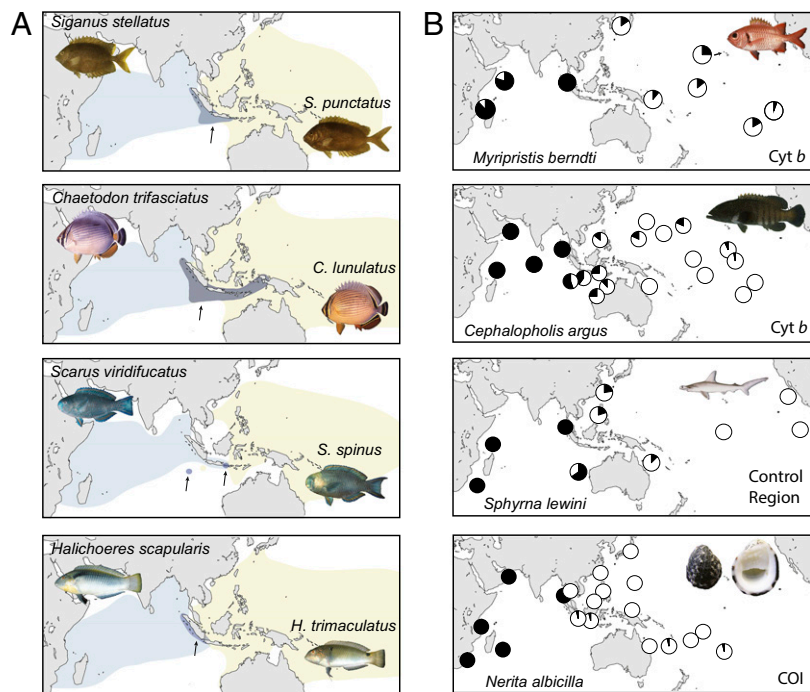 A
Siganus stellatus
S. punctatus
Chaetodon trifasciatus
C. lunulatus
Scarus viridifucatus
S. spinus
Halichoeres scapularis
H. trimaculatus
B
Myripristis berndti
Cyt b
Cephalopholis argus
Cyt b
Control
Region
Sphyrna lewini
Nerita albicilla
COI